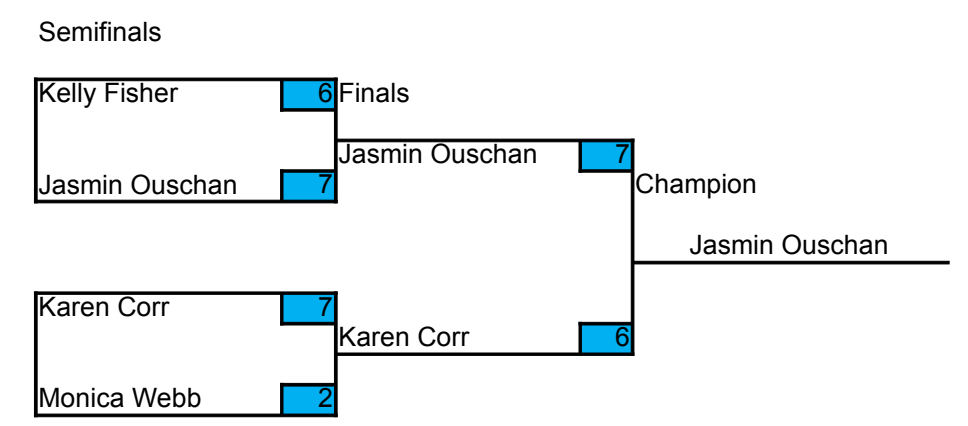 Semifinals
Kelly Fisher 6 Finals
Jasmin Ouschan 7
Jasmin Ouschan 7
Champion
Jasmin Ouschan
Karen Corr 7
Karen Corr 6
Monica Webb 2